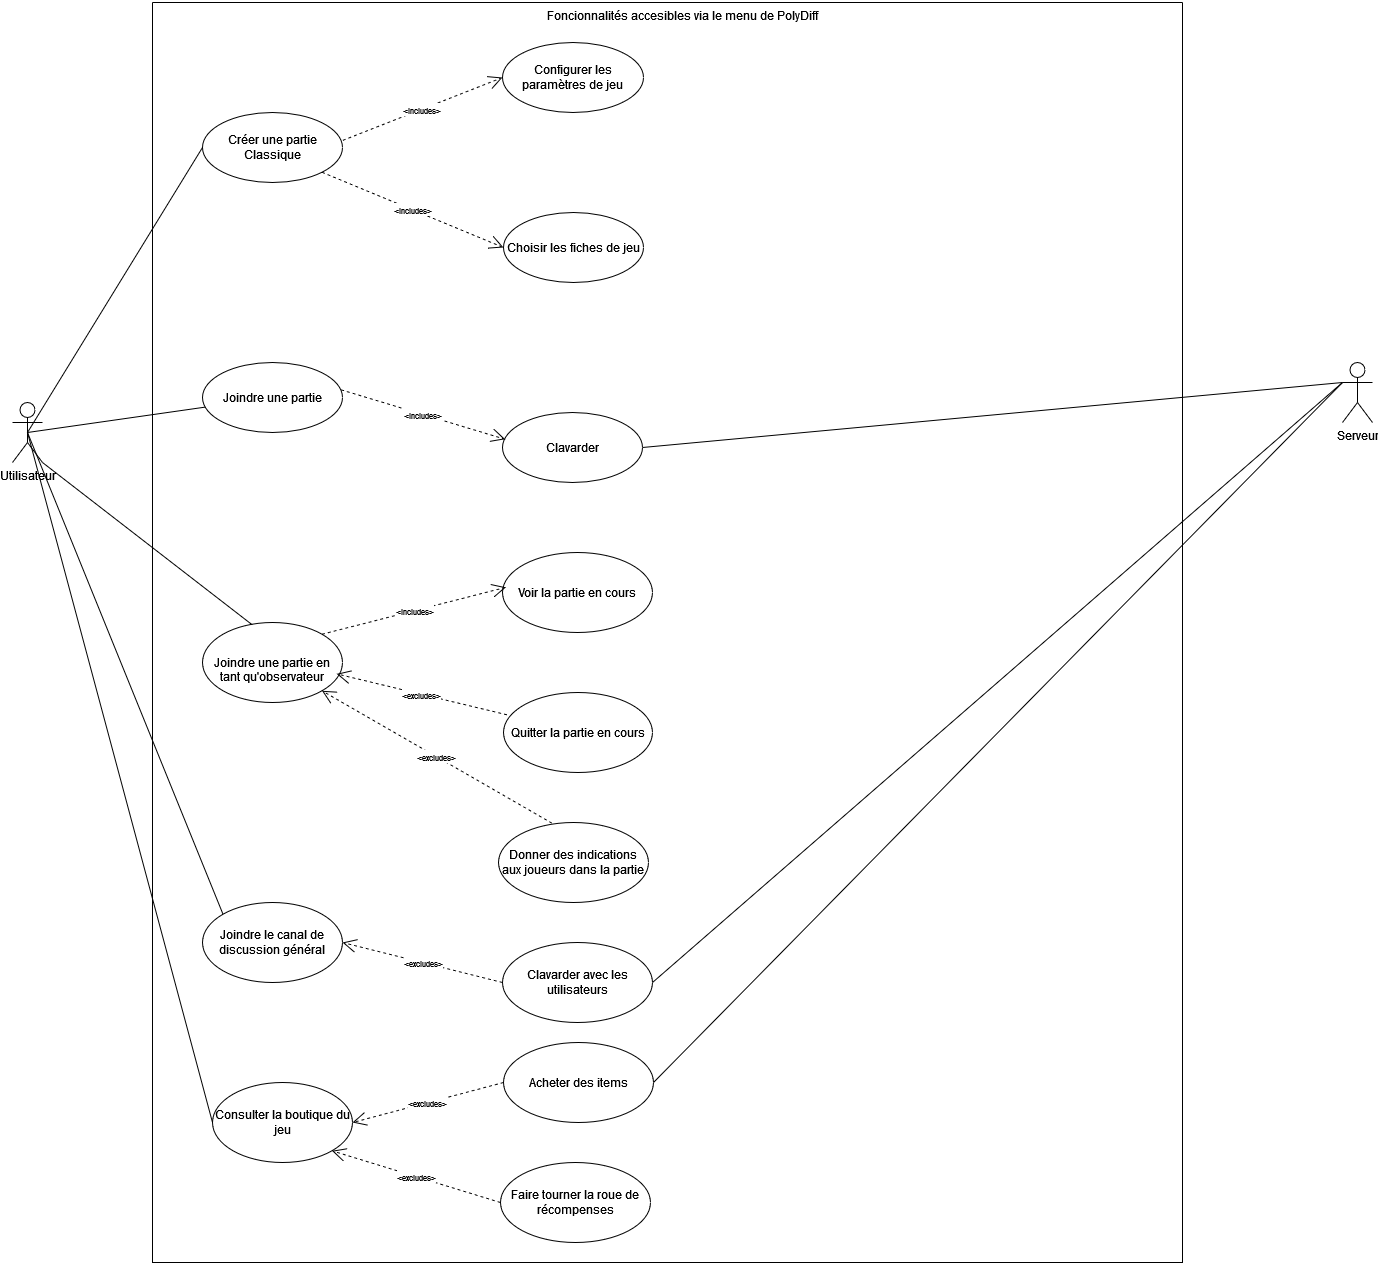 Foncionnalités accesibles via le menu de PolyDiff
Configurer les
paramètres de jeu
<includes>
Créer une partie
Classique
<includes>
Choisir les fiches de jeu
Joindre une partie
<includes>
Clavarder
Serveur
Utilisateur
Voir la partie en cours
<includes>
Joindre une partie en
tant qu'observateur
<excludes>
Quitter la partie en cours
<excludes>
Donner des indications
aux joueurs dans la partie
Joindre le canal de
discussion général
<excludes>
Clavarder avec les
utilisateurs
Acheter des items
<excludes>
Consulter la boutique du
jeu
<excludes>
Faire tourner la roue de
récompenses